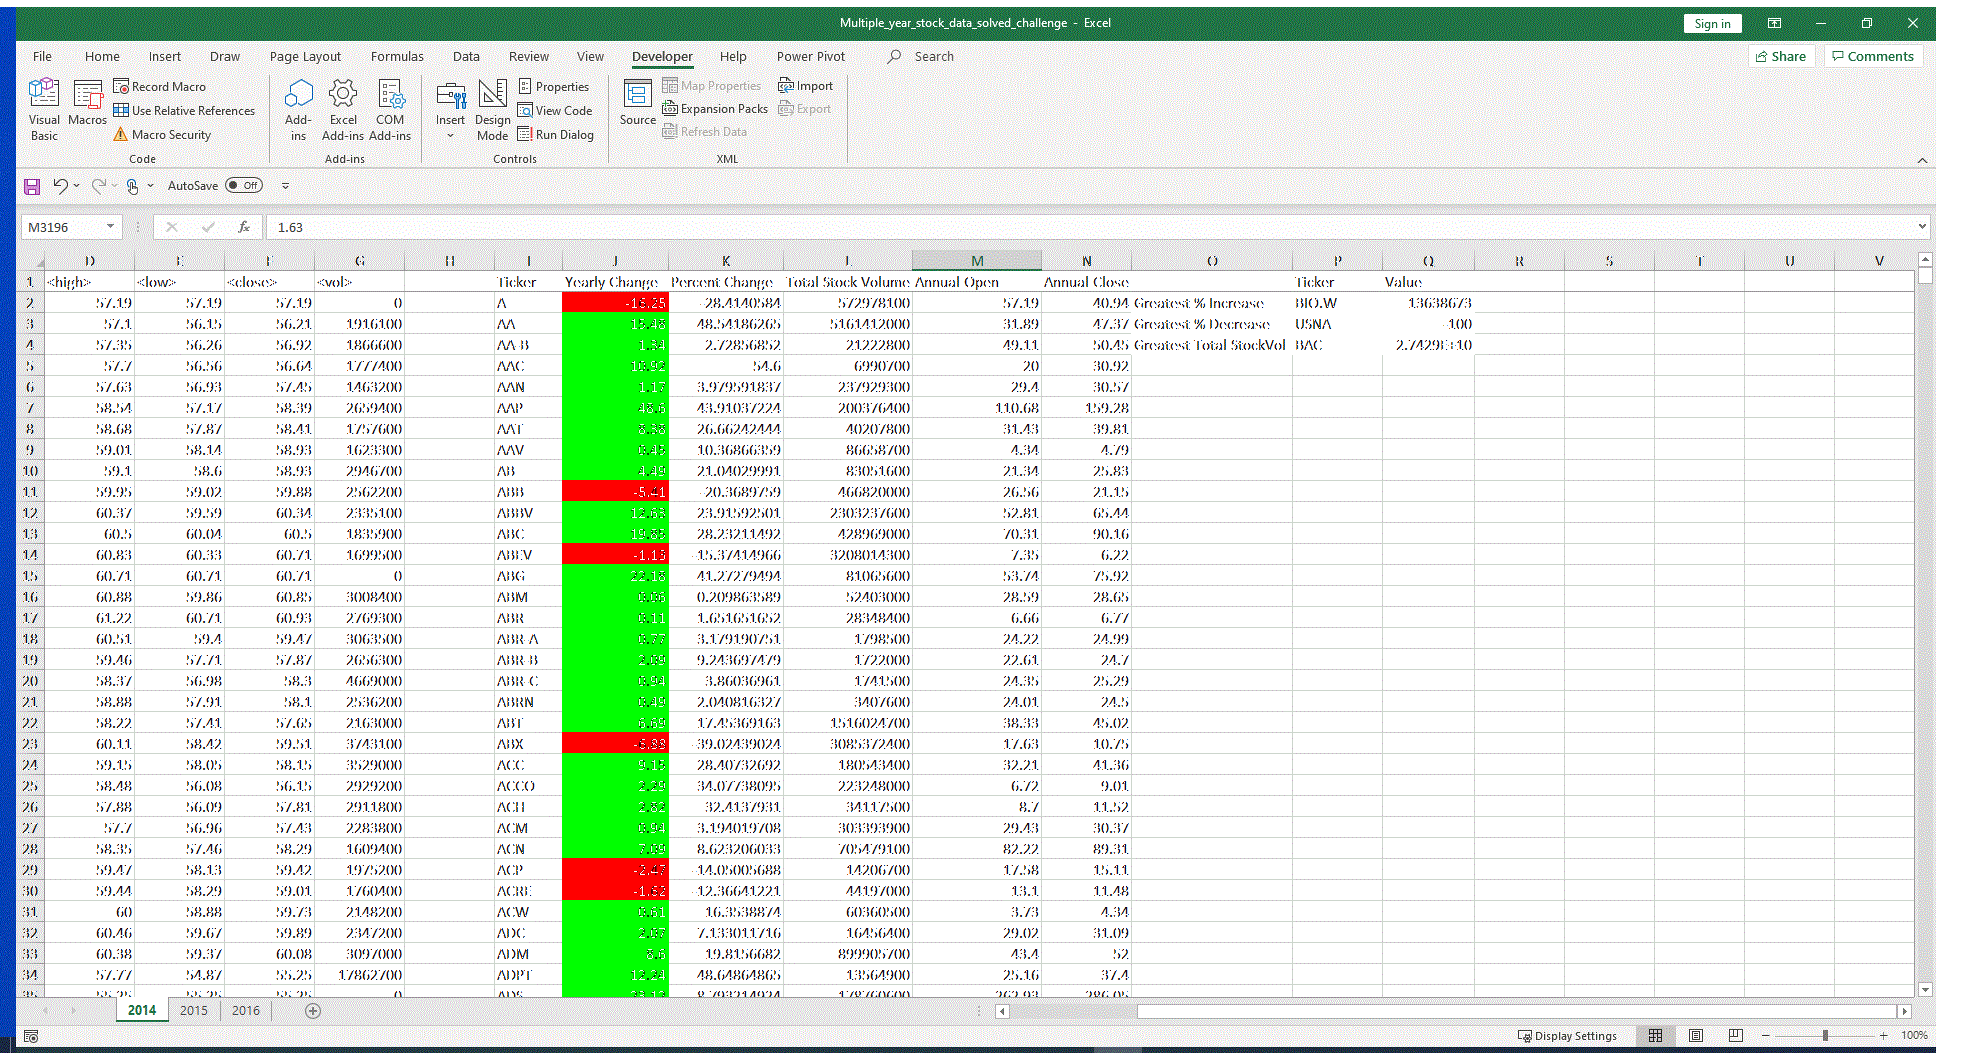 Multiple_year_stock_data_solved_challenge - Excel Sign in
File Home Insert Draw Page Layout Formulas Data Review View Developer Help Power Pivot Search Share Comments
Visual Basic Macros Record Macro Use Relative References Macro Security Add-ins Excel Add-ins COM Add-ins Insert Design Mode Properties View Code Run Dialog Source Map Properties Expansion Packs Refresh Data Import Export
Code Add-ins Controls XML
AutoSave Off
M3196 fx 1.63
D E F G H I J K L M N O P Q R S T U V
1 <high> <low> <close> <vol> Ticker Yearly Change Percent Change Total Stock Volume Annual Open Annual Close Ticker Value
2 57.19 57.19 57.19 0 A -16.25 -28.4140584 572978100 57.19 40.94 Greatest % Increase BIO.W 13638673
3 57.1 56.15 56.21 1916100 AA 15.48 48.54186265 5161412000 31.89 47.37 Greatest % Decrease USNA -100
4 57.35 56.26 56.92 1866600 AA-B 1.34 2.72856852 21222800 49.11 50.45 Greatest Total StockVol BAC 2.7429E+10
5 57.7 56.56 56.64 1777400 AAC 10.92 54.6 6990700 20 30.92
6 57.63 56.93 57.45 1463200 AAN 1.17 3.979591837 237929300 29.4 30.57
7 58.54 57.17 58.39 2659400 AAP 48.6 43.91037224 200376400 110.68 159.28
8 58.68 57.87 58.41 1757600 AAT 8.38 26.66242444 40207800 31.43 39.81
9 59.01 58.14 58.93 1623300 AAV 0.45 10.36866359 86658700 4.34 4.79
10 59.1 58.6 58.93 2946700 AB 4.49 21.04029991 83051600 21.34 25.83
11 59.95 59.02 59.88 2562200 ABB -5.41 -20.3689759 466820000 26.56 21.15
12 60.37 59.59 60.34 2335100 ABBV 12.63 23.91592501 2303237600 52.81 65.44
13 60.5 60.04 60.5 1835900 ABC 19.85 28.23211492 428969000 70.31 90.16
14 60.83 60.33 60.71 1699500 ABEV -1.13 -15.37414966 3208014300 7.35 6.22
15 60.71 60.71 60.71 0 ABG 22.18 41.27279494 81065600 53.74 75.92
16 60.88 59.86 60.85 3008400 ABM 0.06 0.209863589 52403000 28.59 28.65
17 61.22 60.71 60.93 2769300 ABR 0.11 1.651651652 28348400 6.66 6.77
18 60.51 59.4 59.47 3063500 ABR-A 0.77 3.179190751 1798500 24.22 24.99
19 59.46 57.71 57.87 2656300 ABR-B 2.09 9.243697479 1722000 22.61 24.7
20 58.37 56.98 58.3 4669000 ABR-C 0.94 3.86036961 1741500 24.35 25.29
21 58.88 57.91 58.1 2536200 ABRN 0.49 2.040816327 3407600 24.01 24.5
22 58.22 57.41 57.65 2163000 ABT 6.69 17.45369163 1516024700 38.33 45.02
23 60.11 58.42 59.51 3743100 ABX -6.88 -39.02439024 3085372400 17.63 10.75
24 59.15 58.05 58.15 3529000 ACC 9.15 28.40732692 180543400 32.21 41.36
25 58.48 56.08 56.15 2929200 ACCO 2.29 34.07738095 223248000 6.72 9.01
26 57.88 56.09 57.81 2911800 ACH 2.82 32.4137931 34117500 8.7 11.52
27 57.7 56.96 57.43 2283800 ACM 0.94 3.194019708 303393900 29.43 30.37
28 58.35 57.46 58.29 1609400 ACN 7.09 8.623206033 705479100 82.22 89.31
29 59.47 58.13 59.42 1975200 ACP -2.47 -14.05005688 14206700 17.58 15.11
30 59.44 58.29 59.01 1760400 ACRE -1.62 -12.36641221 44197000 13.1 11.48
31 60 58.88 59.73 2148200 ACW 0.61 16.3538874 60360500 3.73 4.34
32 60.46 59.67 59.89 2347200 ADC 2.07 7.133011716 16456400 29.02 31.09
33 60.38 59.37 60.08 3097000 ADM 8.6 19.8156682 899905700 43.4 52
34 57.77 54.87 55.25 17862700 ADPT 12.24 48.64864865 13564900 25.16 37.4
35 55.25 55.25 55.25 0 ADS 23.12 8.793214924 178760600 262.93 286.05
2014 2015 2016
Display Settings 100%